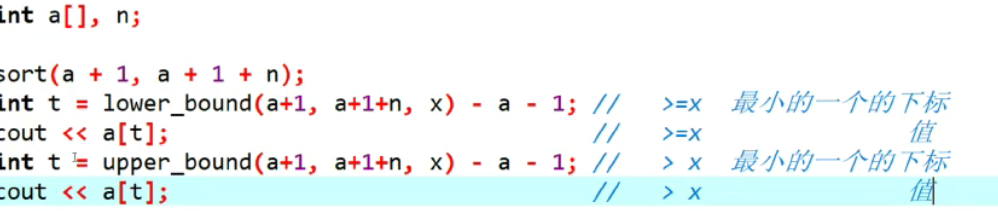 int a[], n;
sort(a + 1, a + 1 + n);
int t = lower_bound(a+1, a+1+n, x) - a - 1; // >=x 最小的一个的下标
cout << a[t]; // >=x 值
int t = upper_bound(a+1, a+1+n, x) - a - 1; // > x 最小的一个的下标
cout << a[t]; // > x 值